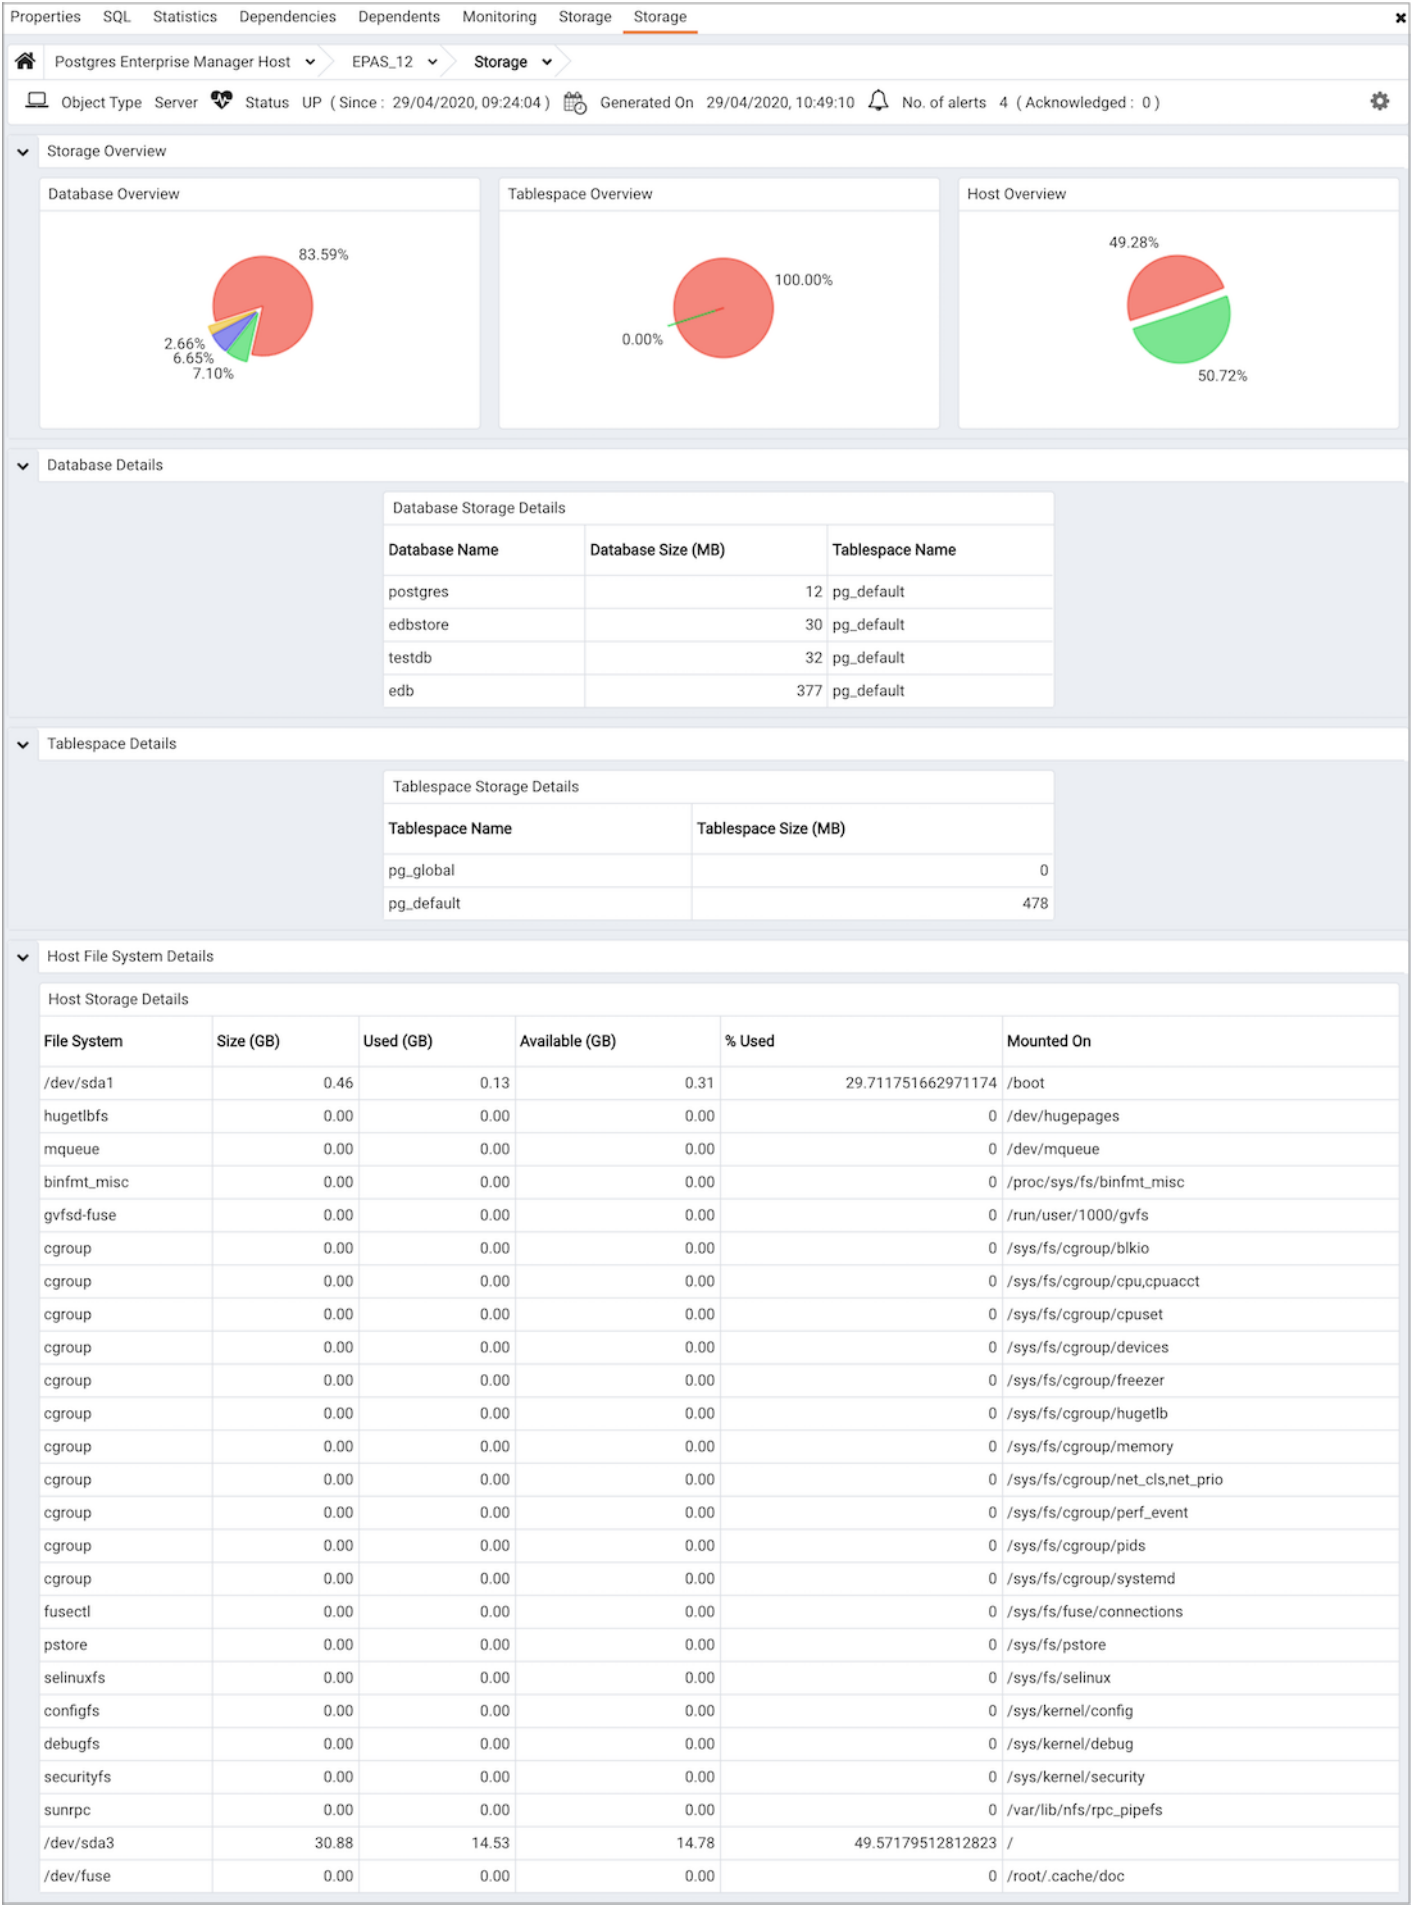 Properties SQL Statistics Dependencies Dependents Monitoring Storage Storage
Postgres Enterprise Manager Host EPAS_12 Storage
Object Type Server Status UP ( Since : 29/04/2020, 09:24:04 ) Generated On 29/04/2020, 10:49:10 No. of alerts 4 ( Acknowledged : 0 )
Storage Overview
Database Overview Tablespace Overview Host Overview
83.59%
2.66%
6.65%
7.10%
100.00%
0.00%
49.28%
50.72%
Database Details
Database Storage Details
Database Name Database Size (MB) Tablespace Name
postgres 12 pg_default
edbstore 30 pg_default
testdb 32 pg_default
edb 377 pg_default
Tablespace Details
Tablespace Storage Details
Tablespace Name Tablespace Size (MB)
pg_global 0
pg_default 478
Host File System Details
Host Storage Details
File System Size (GB) Used (GB) Available (GB) % Used Mounted On
/dev/sda1 0.46 0.13 0.31 29.711751662971174 /boot
hugetlbfs 0.00 0.00 0.00 0 /dev/hugepages
mqueue 0.00 0.00 0.00 0 /dev/mqueue
binfmt_misc 0.00 0.00 0.00 0 /proc/sys/fs/binfmt_misc
gvfsd-fuse 0.00 0.00 0.00 0 /run/user/1000/gvfs
cgroup 0.00 0.00 0.00 0 /sys/fs/cgroup/blkio
cgroup 0.00 0.00 0.00 0 /sys/fs/cgroup/cpu,cpuacct
cgroup 0.00 0.00 0.00 0 /sys/fs/cgroup/cpuset
cgroup 0.00 0.00 0.00 0 /sys/fs/cgroup/devices
cgroup 0.00 0.00 0.00 0 /sys/fs/cgroup/freezer
cgroup 0.00 0.00 0.00 0 /sys/fs/cgroup/hugetlb
cgroup 0.00 0.00 0.00 0 /sys/fs/cgroup/memory
cgroup 0.00 0.00 0.00 0 /sys/fs/cgroup/net_cls,net_prio
cgroup 0.00 0.00 0.00 0 /sys/fs/cgroup/perf_event
cgroup 0.00 0.00 0.00 0 /sys/fs/cgroup/pids
cgroup 0.00 0.00 0.00 0 /sys/fs/cgroup/systemd
fusectl 0.00 0.00 0.00 0 /sys/fs/fuse/connections
pstore 0.00 0.00 0.00 0 /sys/fs/pstore
selinuxfs 0.00 0.00 0.00 0 /sys/fs/selinux
configfs 0.00 0.00 0.00 0 /sys/kernel/config
debugfs 0.00 0.00 0.00 0 /sys/kernel/debug
securityfs 0.00 0.00 0.00 0 /sys/kernel/security
sunrpc 0.00 0.00 0.00 0 /var/lib/nfs/rpc_pipefs
/dev/sda3 30.88 14.53 14.78 49.57179512812823 /
/dev/fuse 0.00 0.00 0.00 0 /root/.cache/doc